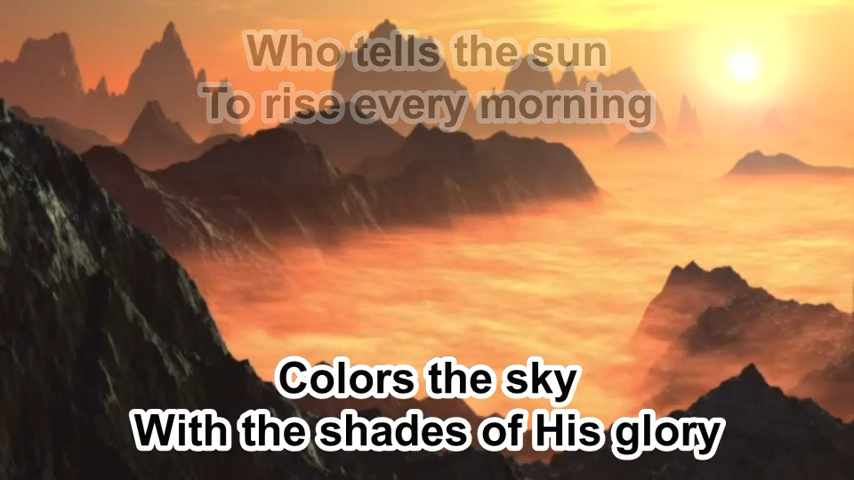 Who tells the sun
To rise every morning
Colors the sky
With the shades of His glory